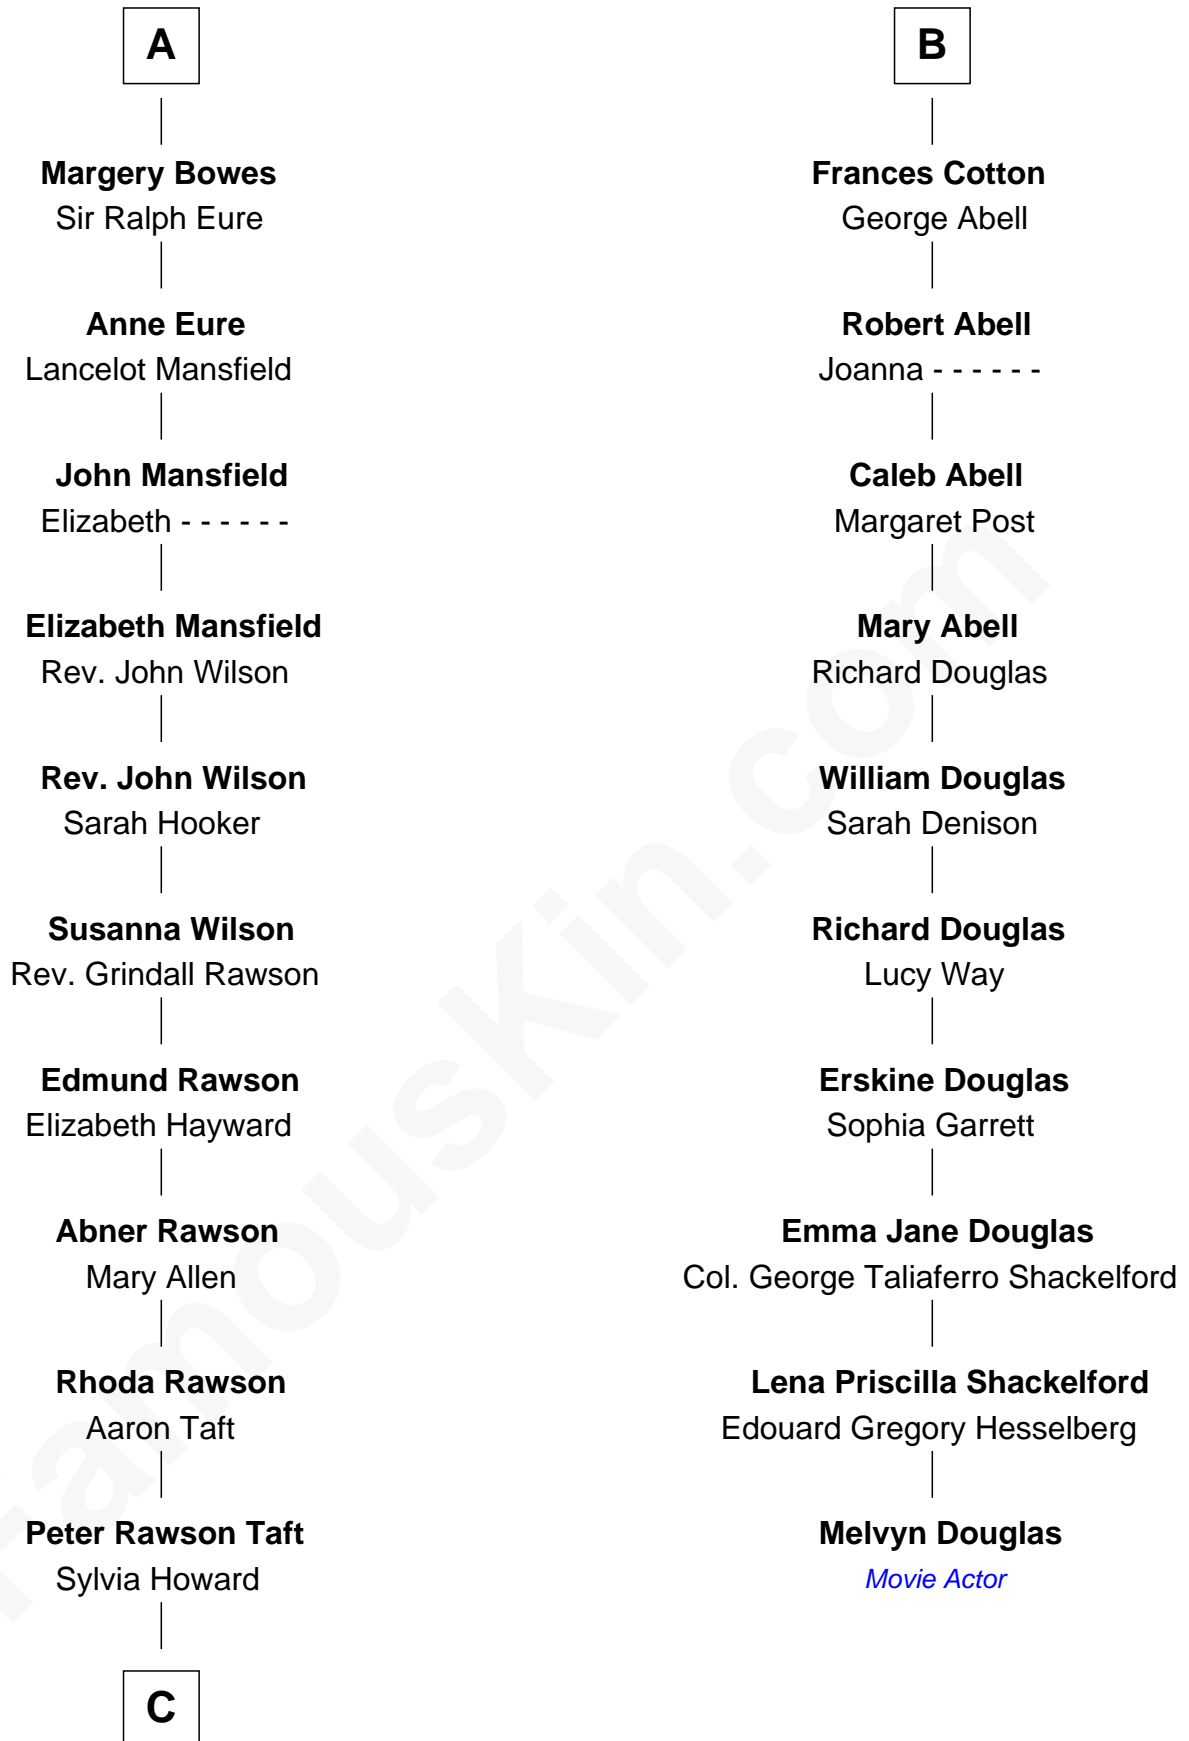 A
Margery Bowes
Sir Ralph Eure
Anne Eure
Lancelot Mansfield
John Mansfield
Elizabeth - - - - - -
Elizabeth Mansfield
Rev. John Wilson
Rev. John Wilson
Sarah Hooker
Susanna Wilson
Rev. Grindall Rawson
Edmund Rawson
Elizabeth Hayward
Abner Rawson
Mary Allen
Rhoda Rawson
Aaron Taft
Peter Rawson Taft
Sylvia Howard
C
B
Frances Cotton
George Abell
Robert Abell
Joanna - - - - - -
Caleb Abell
Margaret Post
Mary Abell
Richard Douglas
William Douglas
Sarah Denison
Richard Douglas
Lucy Way
Erskine Douglas
Sophia Garrett
Emma Jane Douglas
Col. George Taliaferro Shackelford
Lena Priscilla Shackelford
Edouard Gregory Hesselberg
Melvyn Douglas
Movie Actor
FamousKin.com